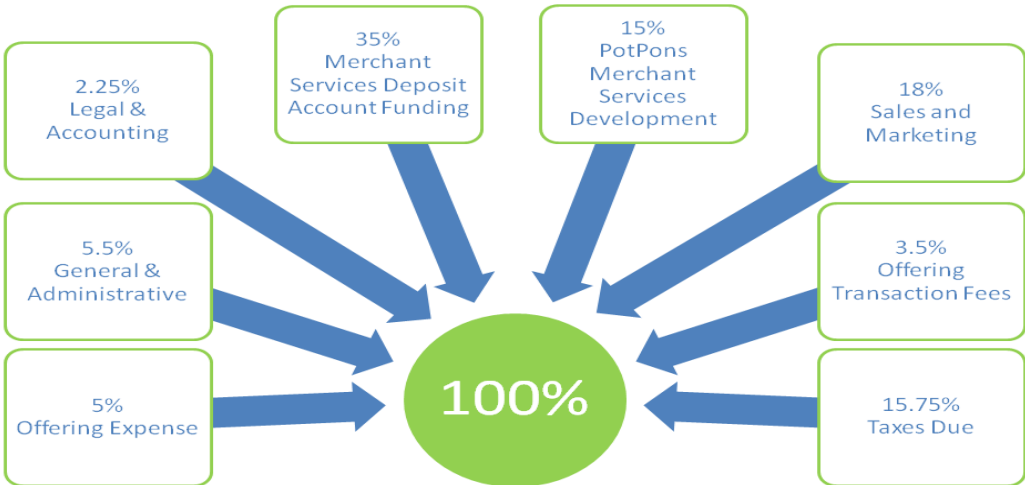 2.25%
Legal &
Accounting
35%
Merchant
Services Deposit
Account Funding
15%
PotPons
Merchant
Services
Development
18%
Sales and
Marketing
5.5%
General &
Administrative
3.5%
Offering
Transaction Fees
5%
Offering Expense
100%
15.75%
Taxes Due